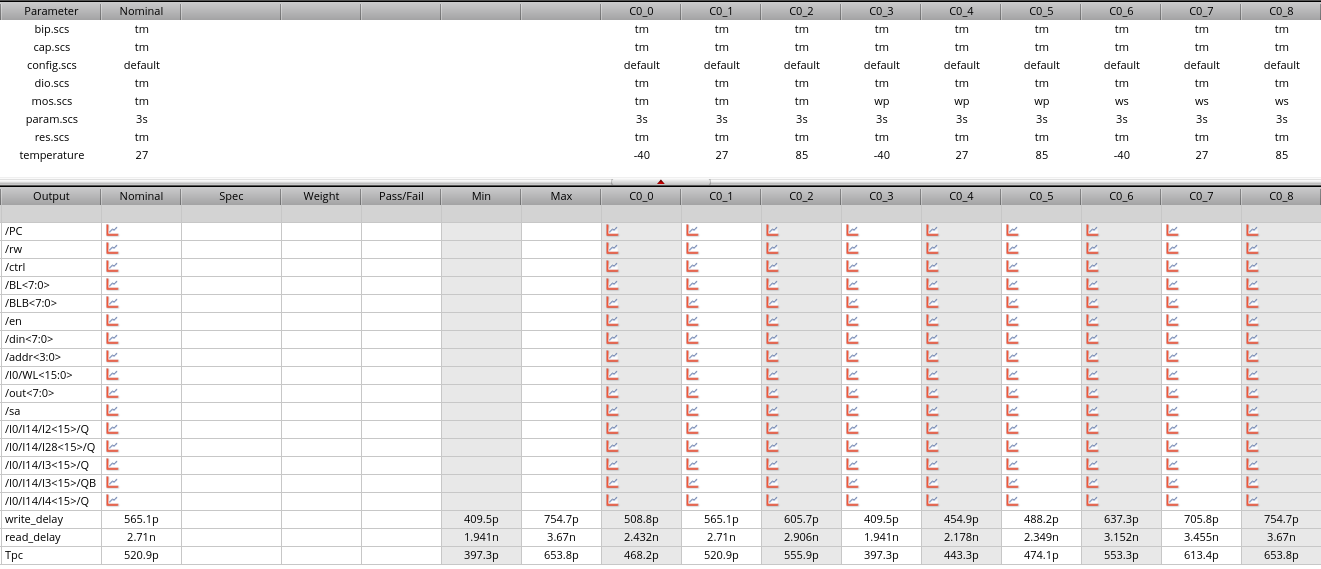 Parameter Nominal C0_0 C0_1 C0_2 C0_3 C0_4 C0_5 C0_6 C0_7 C0_8
bip.scs tm tm tm tm tm tm tm tm tm tm
cap.scs tm tm tm tm tm tm tm tm tm tm
config.scs default default default default default default default default default default
dio.scs tm tm tm tm tm tm tm tm tm tm
mos.scs tm tm tm tm wp wp wp ws ws ws
param.scs 3s 3s 3s 3s 3s 3s 3s 3s 3s 3s
res.scs tm tm tm tm tm tm tm tm tm tm
temperature 27 -40 27 85 -40 27 85 -40 27 85
Output Nominal Spec Weight Pass/Fail Min Max C0_0 C0_1 C0_2 C0_3 C0_4 C0_5 C0_6 C0_7 C0_8
/PC
/rw
/ctrl
/BL<7:0>
/BLB<7:0>
/en
/din<7:0>
/addr<3:0>
/I0/WL<15:0>
/out<7:0>
/sa
/I0/I14/I2<15>/Q
/I0/I14/I28<15>/Q
/I0/I14/I3<15>/Q
/I0/I14/I3<15>/QB
/I0/I14/I4<15>/Q
write_delay 565.1p 409.5p 754.7p 508.8p 565.1p 605.7p 409.5p 454.9p 488.2p 637.3p 705.8p 754.7p
read_delay 2.71n 1.941n 3.67n 2.432n 2.71n 2.906n 1.941n 2.178n 2.349n 3.152n 3.455n 3.67n
Tpc 520.9p 397.3p 653.8p 468.2p 520.9p 555.9p 397.3p 443.3p 474.1p 553.3p 613.4p 653.8p